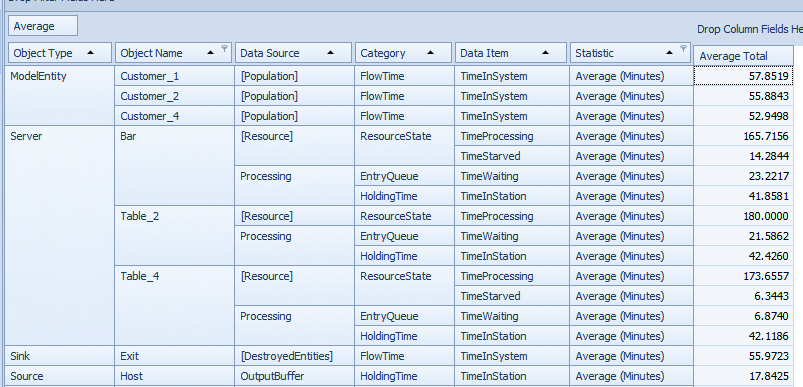 Drop Filter Fields Here
Average
Drop Column Fields He
Object Type Object Name Data Source Category Data Item Statistic Average Total
ModelEntity Customer_1 [Population] FlowTime TimeInSystem Average (Minutes) 57.8519
Customer_2 [Population] FlowTime TimeInSystem Average (Minutes) 55.8843
Customer_4 [Population] FlowTime TimeInSystem Average (Minutes) 52.9498
Server Bar [Resource] ResourceState TimeProcessing Average (Minutes) 165.7156
TimeStarved Average (Minutes) 14.2844
Processing EntryQueue TimeWaiting Average (Minutes) 23.2217
HoldingTime TimeInStation Average (Minutes) 41.8581
Table_2 [Resource] ResourceState TimeProcessing Average (Minutes) 180.0000
Processing EntryQueue TimeWaiting Average (Minutes) 21.5862
HoldingTime TimeInStation Average (Minutes) 42.4260
Table_4 [Resource] ResourceState TimeProcessing Average (Minutes) 173.6557
TimeStarved Average (Minutes) 6.3443
Processing EntryQueue TimeWaiting Average (Minutes) 6.8740
HoldingTime TimeInStation Average (Minutes) 42.1186
Sink Exit [DestroyedEntities] FlowTime TimeInSystem Average (Minutes) 55.9723
Source Host OutputBuffer HoldingTime TimeInStation Average (Minutes) 17.8425